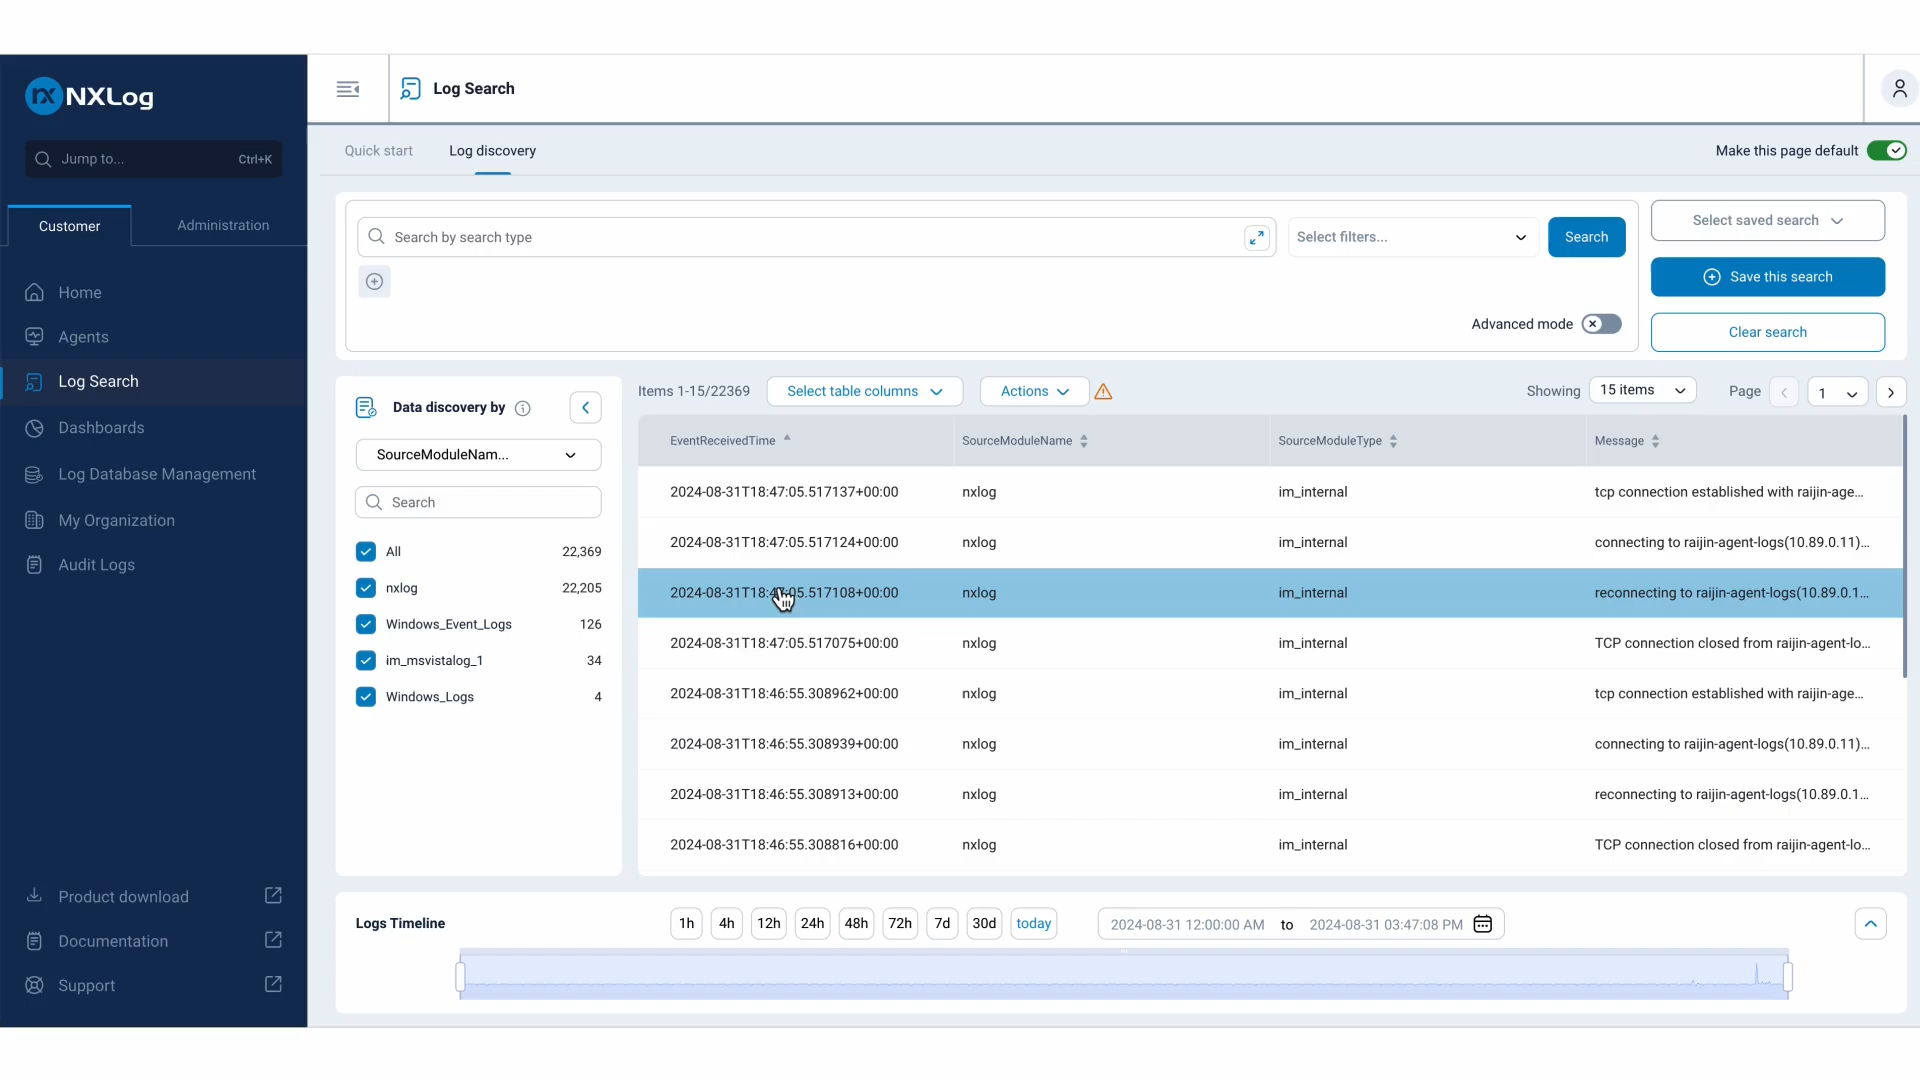 NXLog
Log Search
Jump to... Ctrl+K
Quick start Log discovery Make this page default
Customer Administration
Search by search type Select filters... Search Select saved search
Save this search
Advanced mode Clear search
Home
Agents
Log Search
Dashboards
Log Database Management
My Organization
Audit Logs
Product download
Documentation
Support
Data discovery by
SourceModuleNam...
Search
All 22,369
nxlog 22,205
Windows_Event_Logs 126
im_msvistalog_1 34
Windows_Logs 4
Items 1-15/22369 Select table columns Actions Showing 15 items Page 1
EventReceivedTime SourceModuleName SourceModuleType Message
2024-08-31T18:47:05.517137+00:00 nxlog im_internal tcp connection established with raijin-age...
2024-08-31T18:47:05.517124+00:00 nxlog im_internal connecting to raijin-agent-logs(10.89.0.11)...
2024-08-31T18:47:05.517108+00:00 nxlog im_internal reconnecting to raijin-agent-logs(10.89.0.1...
2024-08-31T18:47:05.517075+00:00 nxlog im_internal TCP connection closed from raijin-agent-lo...
2024-08-31T18:46:55.308962+00:00 nxlog im_internal tcp connection established with raijin-age...
2024-08-31T18:46:55.308939+00:00 nxlog im_internal connecting to raijin-agent-logs(10.89.0.11)...
2024-08-31T18:46:55.308913+00:00 nxlog im_internal reconnecting to raijin-agent-logs(10.89.0.1...
2024-08-31T18:46:55.308816+00:00 nxlog im_internal TCP connection closed from raijin-agent-lo...
Logs Timeline 1h 4h 12h 24h 48h 72h 7d 30d today 2024-08-31 12:00:00 AM to 2024-08-31 03:47:08 PM